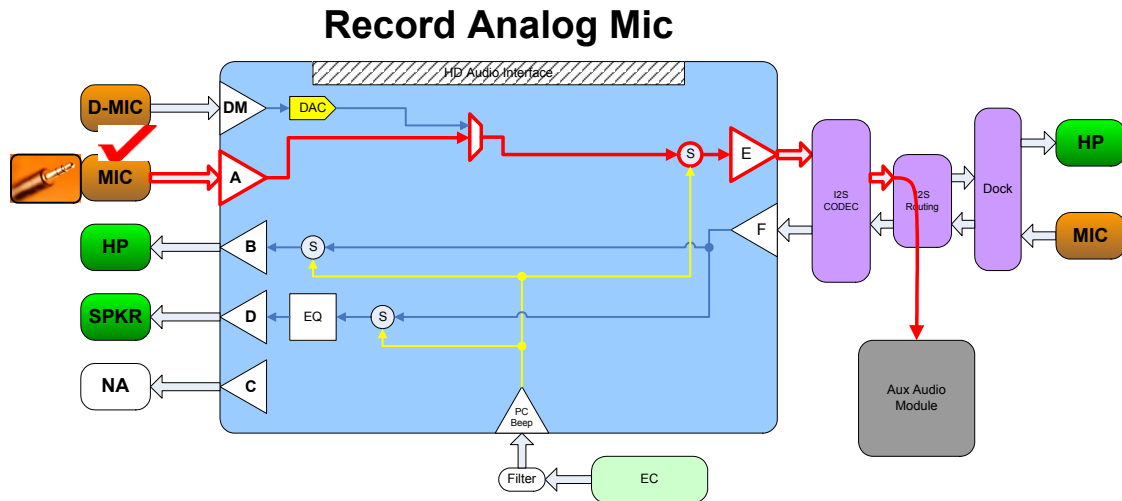 Record Analog Mic
HD Audio Interface
D-MIC
DM
DAC
MIC
A
S
E
I2S
CODEC
I2S
Routing
Dock
HP
MIC
HP
B
S
F
SPKR
D
EQ
S
NA
C
PC
Beep
Aux Audio
Module
Filter
EC